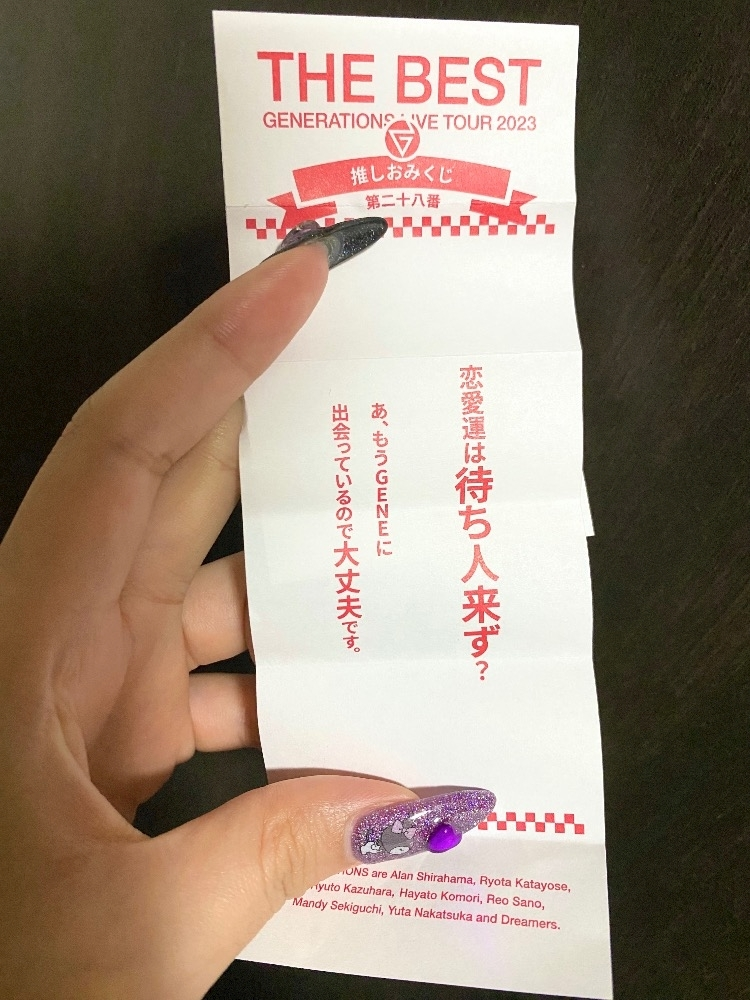 THE BEST
GENERATIONS LIVE TOUR 2023
推しおみくじ
第二十八番
恋愛運は待ち人来ず？
あ、もうGENEに
出会っているので大丈夫です。
are Alan Shirahama, Ryota Katayose,
Ryuto Kazuhara, Hayato Komori, Reo Sano,
Mandy Sekiguchi, Yuta Nakatsuka and Dreamers.